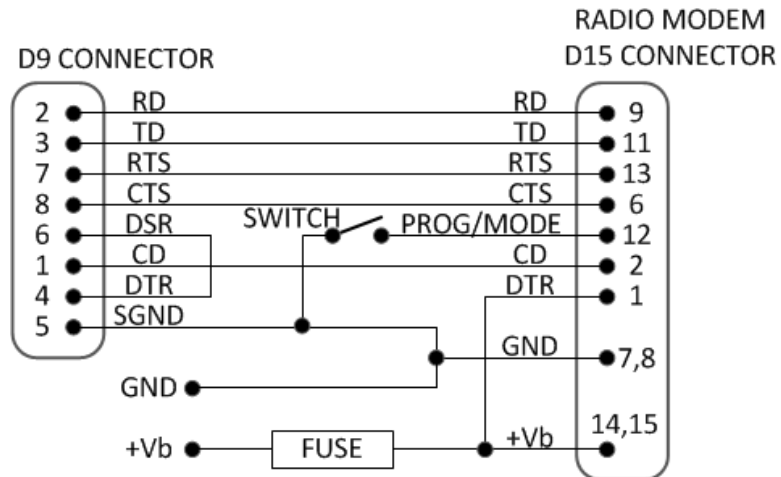 RADIO MODEM
D9 CONNECTOR D15 CONNECTOR
2 RD RD 9
3 TD TD 11
7 RTS RTS 13
8 CTS CTS 6
6 DSR SWITCH PROG/MODE 12
1 CD CD 2
4 DTR DTR 1
5 SGND
GND 7,8
GND
14,15
+Vb FUSE +Vb